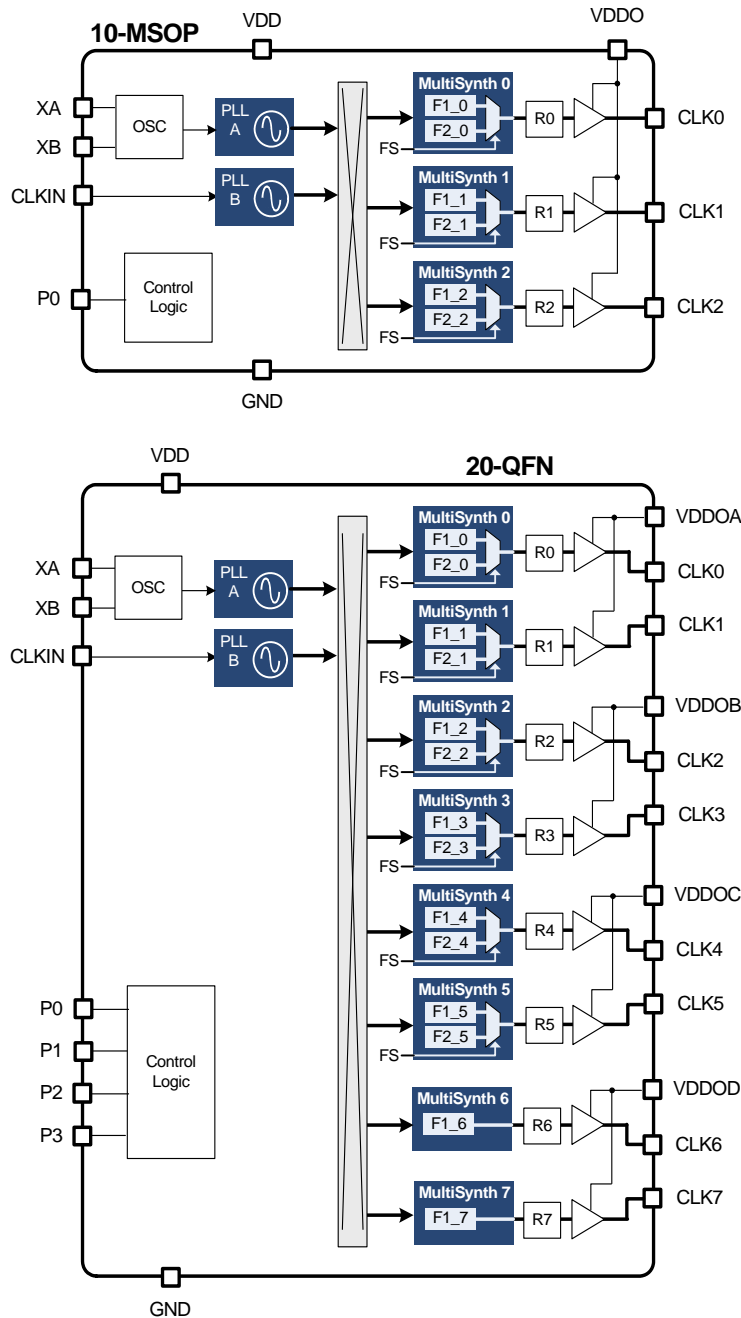 10-MSOP
VDD
VDDO
XA
XB
CLKIN
P0
OSC
PLL
A
PLL
B
Control
Logic
MultiSynth 0
F1_0
F2_0
FS
R0
CLK0
MultiSynth 1
F1_1
F2_1
FS
R1
CLK1
MultiSynth 2
F1_2
F2_2
FS
R2
CLK2
GND
20-QFN
VDD
XA
XB
CLKIN
OSC
PLL
A
PLL
B
MultiSynth 0
F1_0
F2_0
FS
R0
VDDOA
CLK0
MultiSynth 1
F1_1
F2_1
FS
R1
CLK1
MultiSynth 2
F1_2
F2_2
FS
R2
VDDOB
CLK2
MultiSynth 3
F1_3
F2_3
FS
R3
CLK3
MultiSynth 4
F1_4
F2_4
FS
R4
VDDOC
CLK4
MultiSynth 5
F1_5
F2_5
FS
R5
CLK5
P0
P1
P2
P3
Control
Logic
MultiSynth 6
F1_6
R6
VDDOD
CLK6
MultiSynth 7
F1_7
R7
CLK7
GND